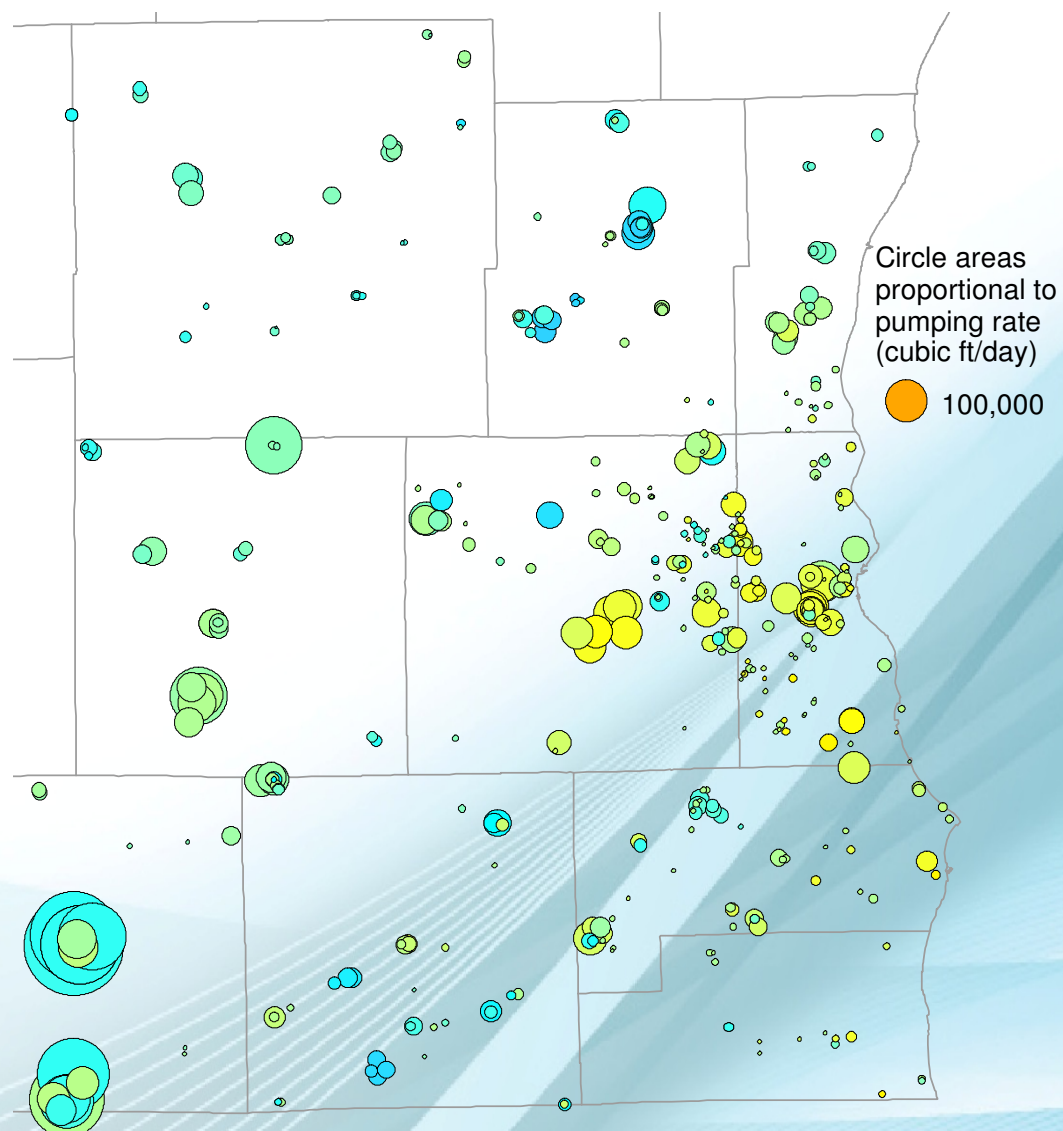 Circle areas
proportional to
pumping rate
(cubic ft/day)
100,000